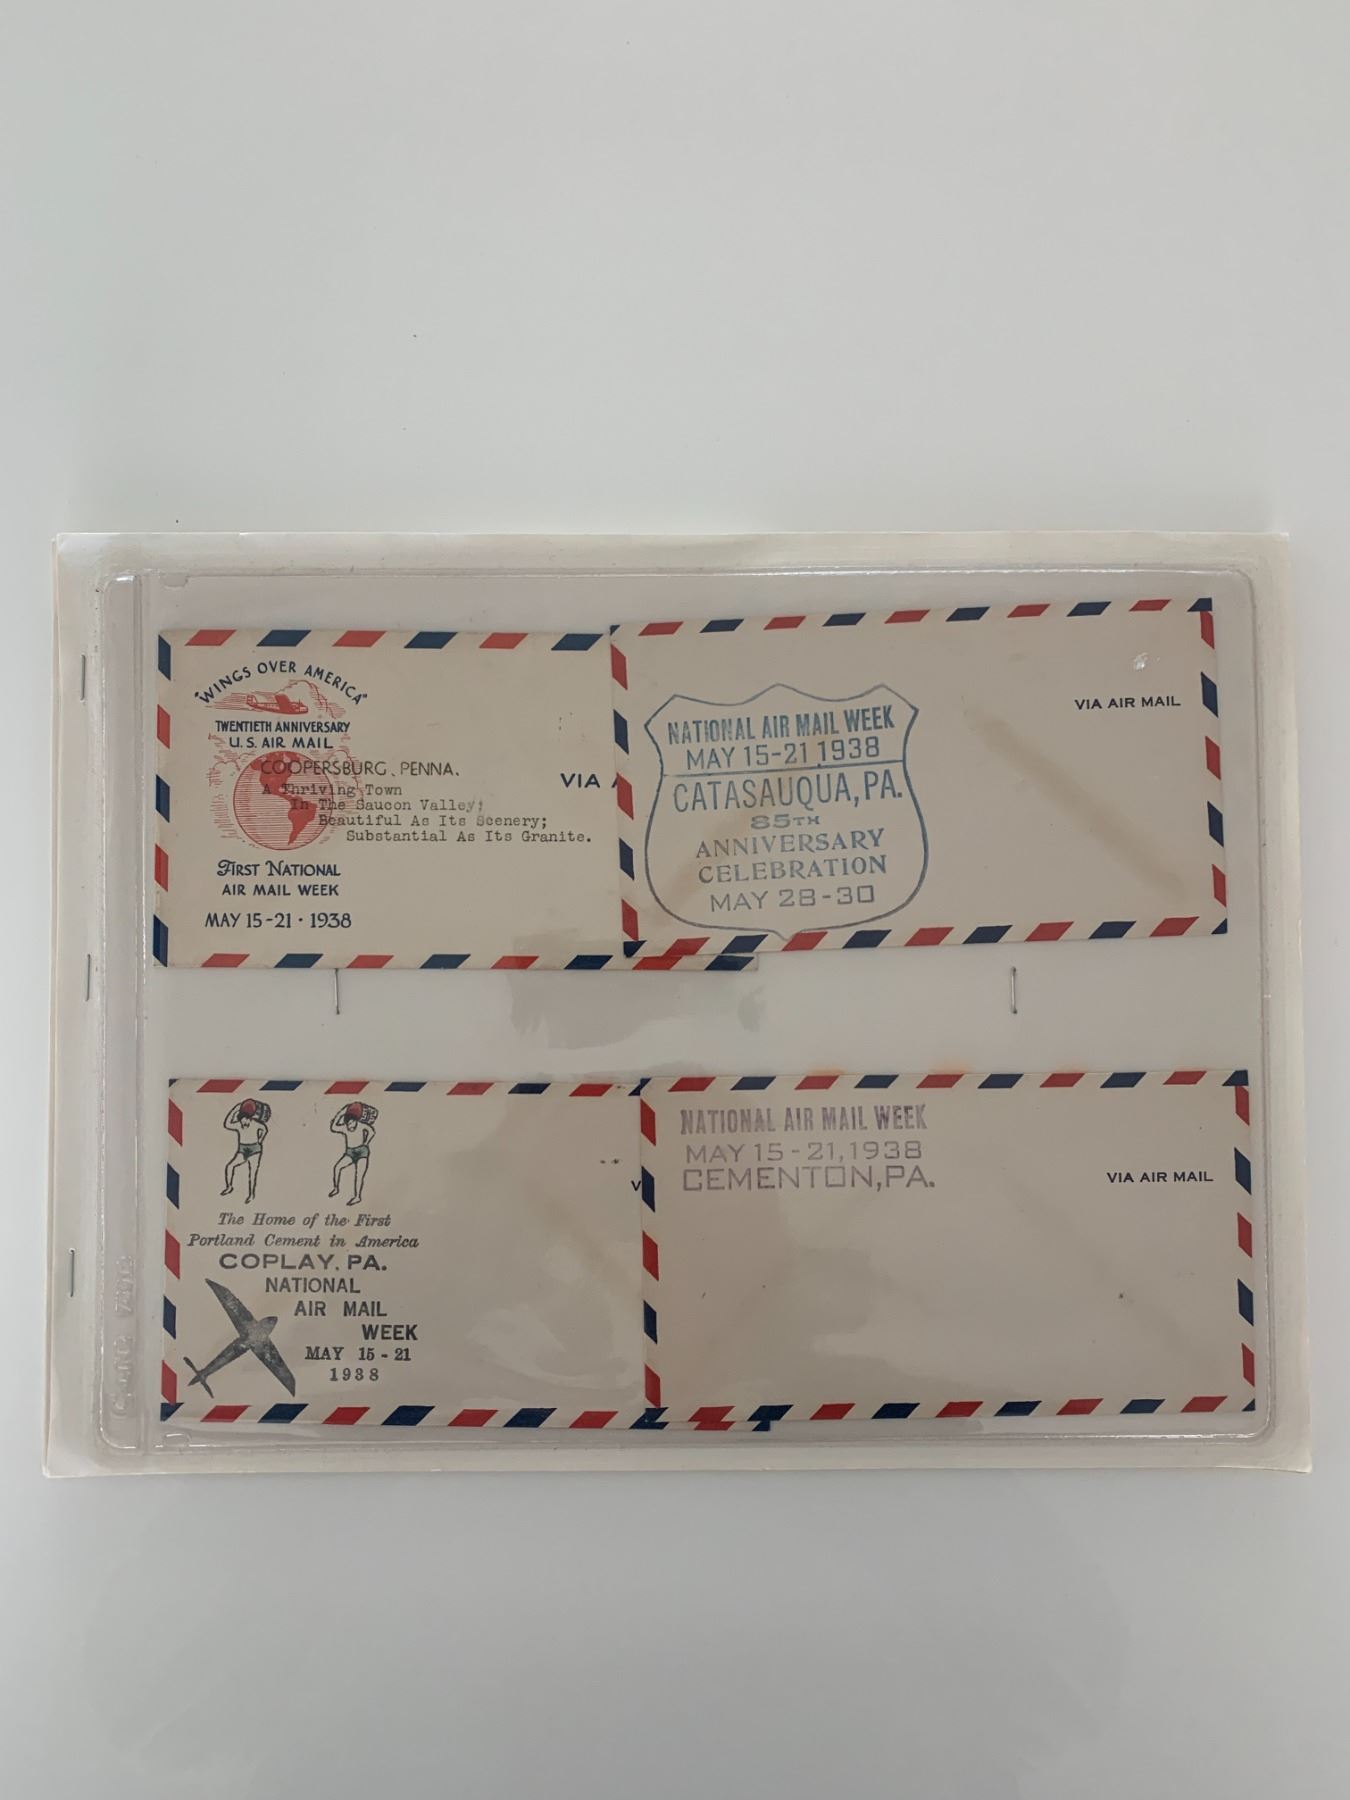 "WINGS OVER AMERICA"
TWENTIETH ANNIVERSARY
U.S. AIR MAIL
COOPERSBURG, PENNA.
A Thriving Town
In The Saucon Valley;
Beautiful As Its Scenery;
Substantial As Its Granite.
VIA
FIRST NATIONAL
AIR MAIL WEEK
MAY 15-21 · 1938
NATIONAL AIR MAIL WEEK
MAY 15-21 1938
CATASAUQUA, PA.
85TH
ANNIVERSARY
CELEBRATION
MAY 28-30
VIA AIR MAIL
The Home of the First
Portland Cement in America
COPLAY, PA.
NATIONAL
AIR MAIL
WEEK
MAY 15-21
1938
V
NATIONAL AIR MAIL WEEK
MAY 15-21, 1938
CEMENTON, PA.
VIA AIR MAIL